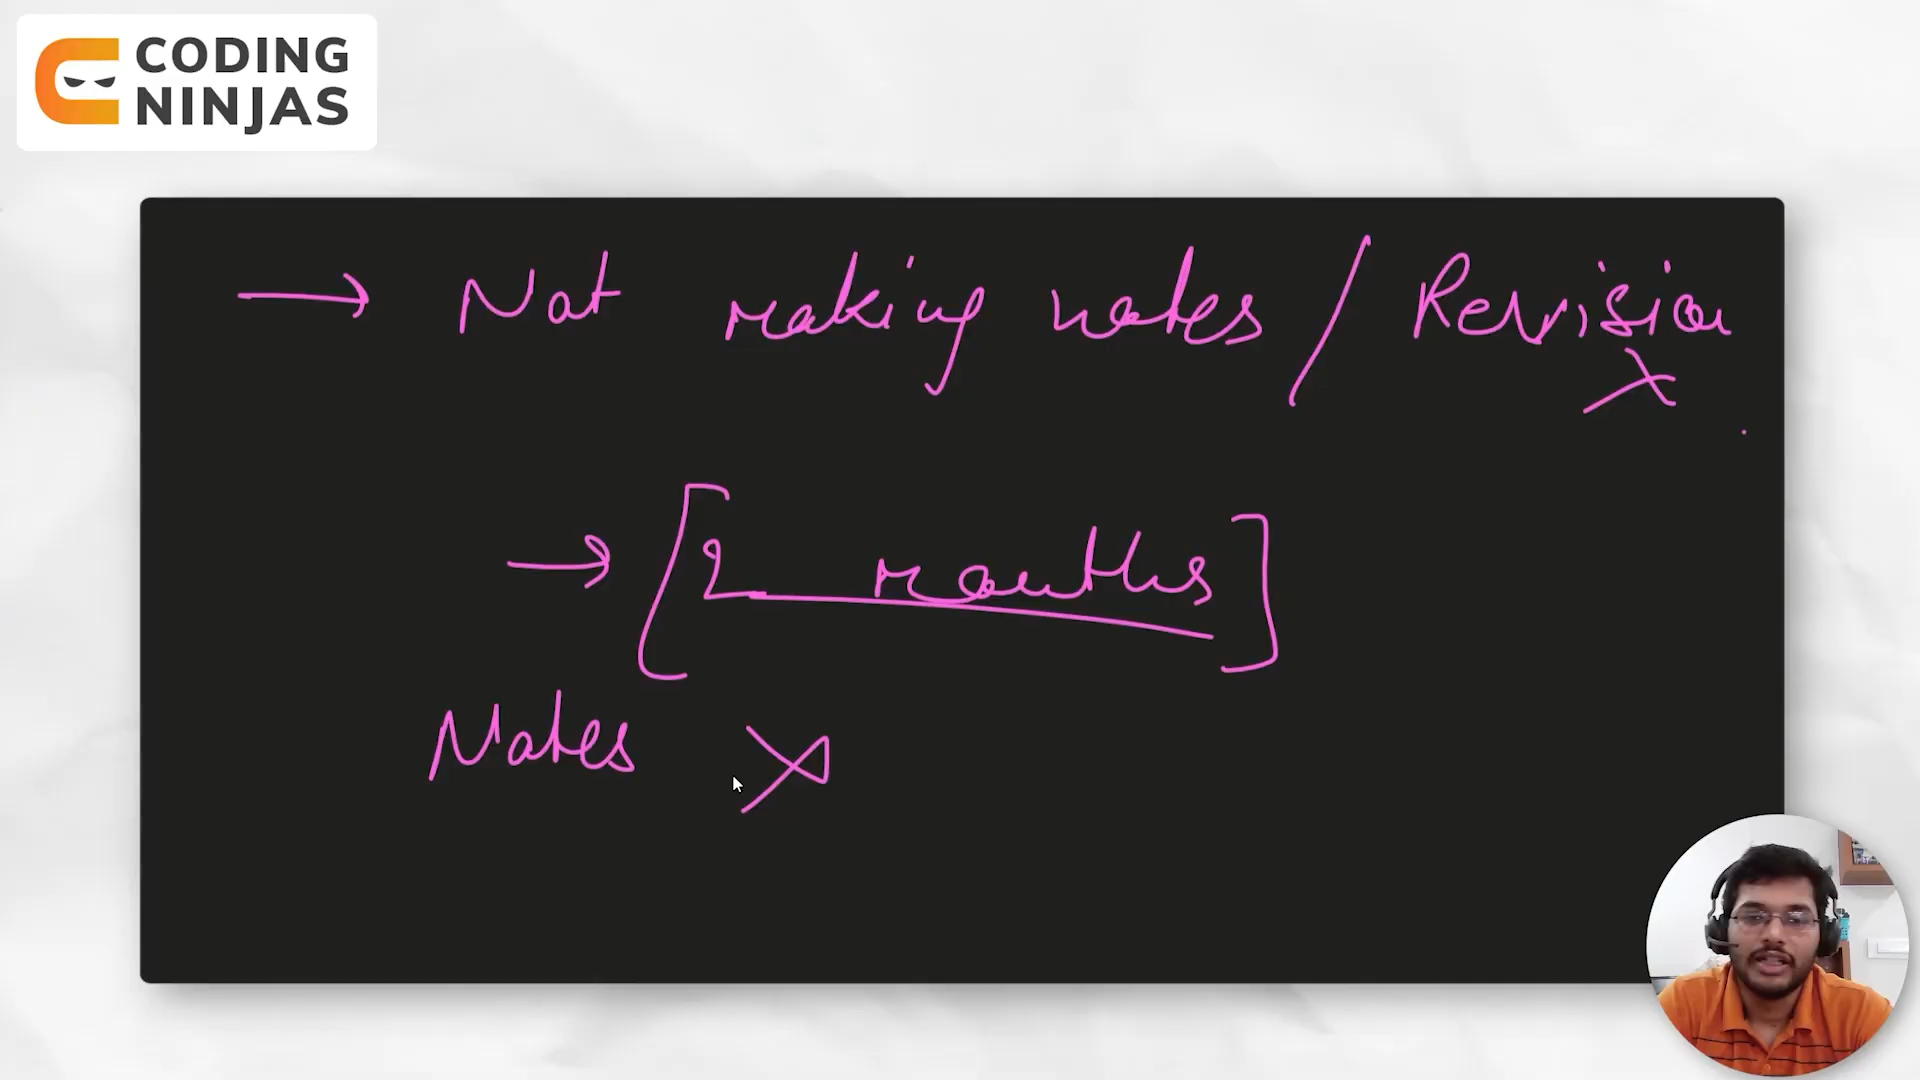 CODING
NINJAS
→ Not making notes / Revision
→ [2 months]
Notes X